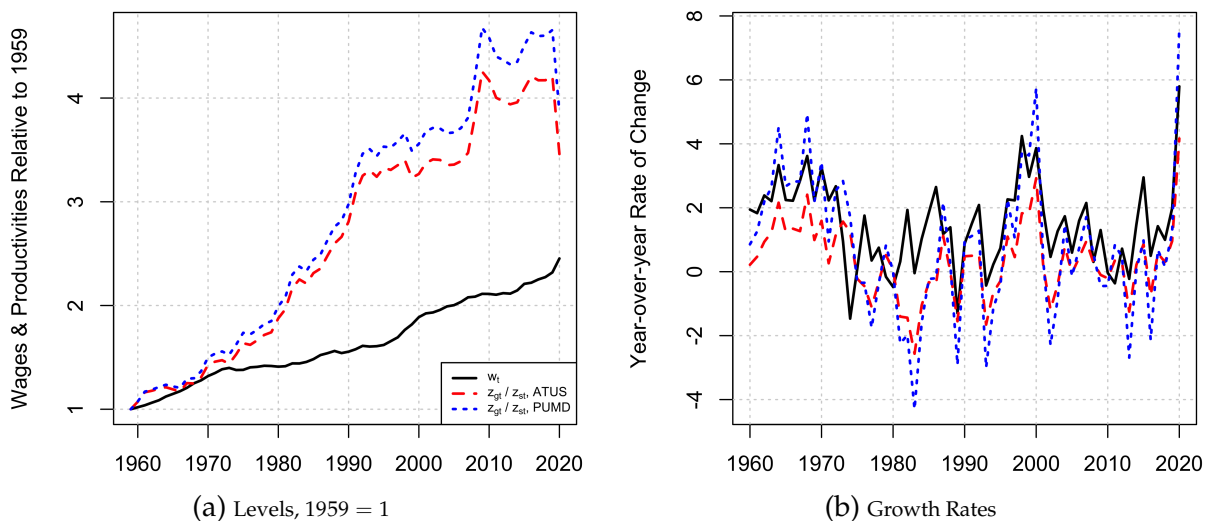 Wages & Productivities Relative to 1959
4
3
2
1
1960 1970 1980 1990 2000 2010 2020
w_t
z_gt / z_st, ATUS
z_gt / z_st, PUMD
(a) Levels, 1959 = 1
Year-over-year Rate of Change
8
6
4
2
0
-2
-4
1960 1970 1980 1990 2000 2010 2020
(b) Growth Rates